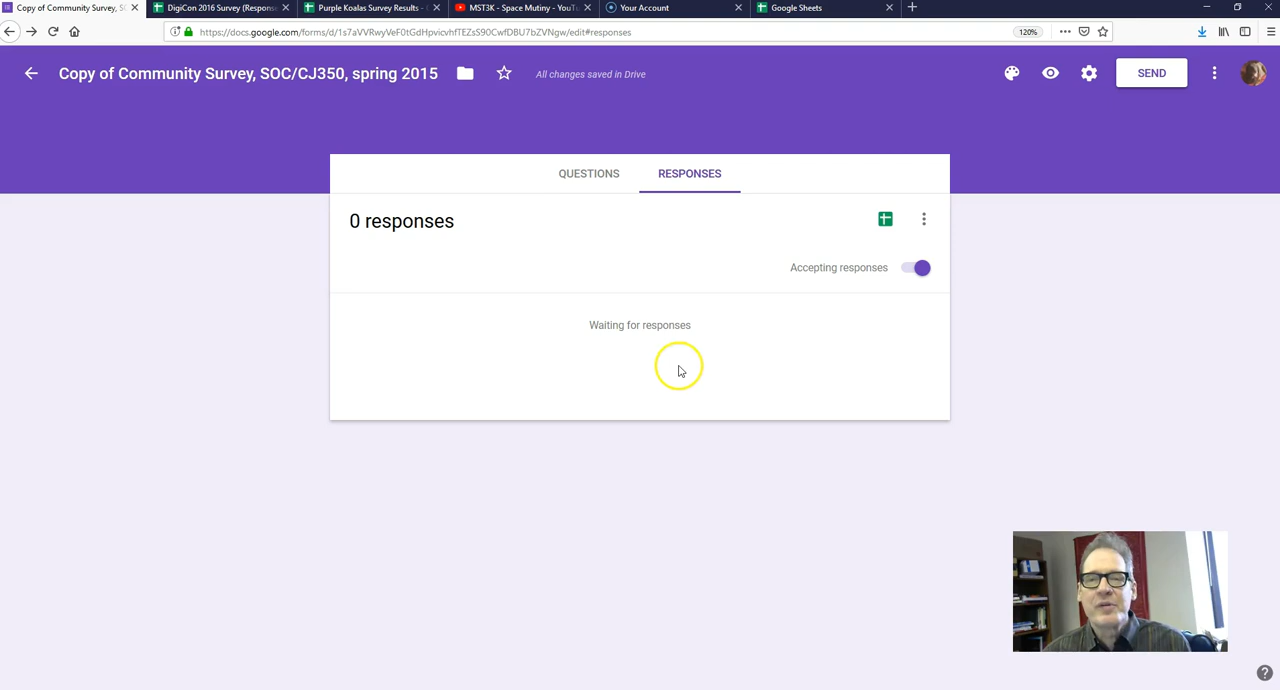 Copy of Community Survey, S
DigiCon 2016 Survey (Respons
Purple Koalas Survey Results -
MST3K - Space Mutiny - YouTu
Your Account
Google Sheets
https://docs.google.com/forms/d/1s7aVVRwyVeF0tGdHpvicvhfTEZsS90CwfDBU7bZVNgw/edit#responses
120%
Copy of Community Survey, SOC/CJ350, spring 2015
All changes saved in Drive
SEND
QUESTIONS
RESPONSES
0 responses
Accepting responses
Waiting for responses